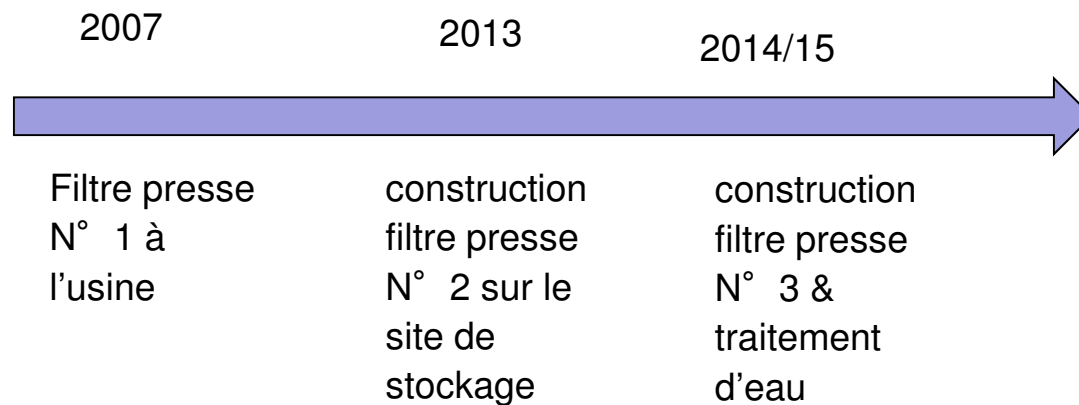 2007
2013
2014/15
Filtre presse
N° 1 à
l'usine
construction
filtre presse
N° 2 sur le
site de
stockage
construction
filtre presse
N° 3 &
traitement
d'eau